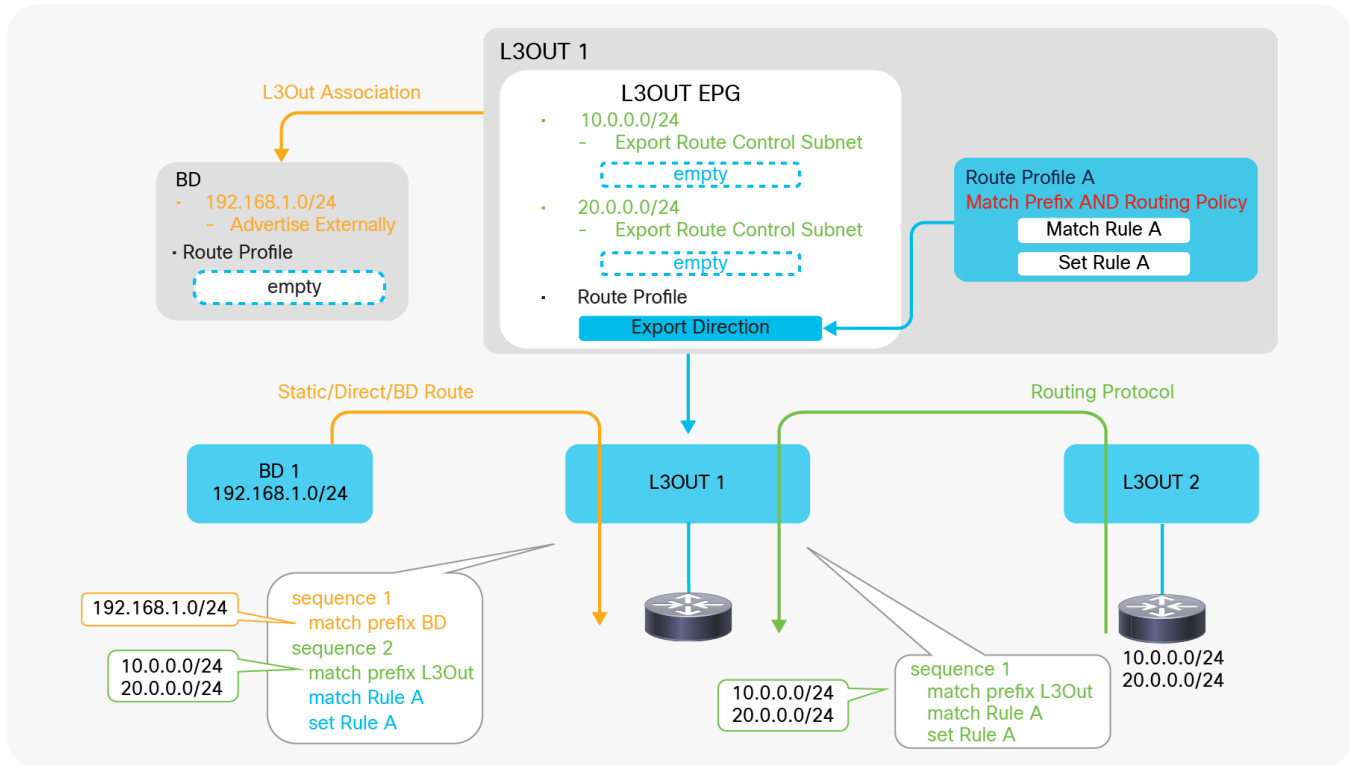 L3OUT 1
L3Out Association
L3OUT EPG
· 10.0.0.0/24
– Export Route Control Subnet
empty
· 20.0.0.0/24
– Export Route Control Subnet
empty
· Route Profile
Export Direction
BD
· 192.168.1.0/24
– Advertise Externally
· Route Profile
empty
Route Profile A
Match Prefix AND Routing Policy
Match Rule A
Set Rule A
Static/Direct/BD Route
Routing Protocol
BD 1
192.168.1.0/24
L3OUT 1
L3OUT 2
192.168.1.0/24
10.0.0.0/24
20.0.0.0/24
sequence 1
match prefix BD
sequence 2
match prefix L3Out
match Rule A
set Rule A
10.0.0.0/24
20.0.0.0/24
sequence 1
match prefix L3Out
match Rule A
set Rule A
10.0.0.0/24
20.0.0.0/24